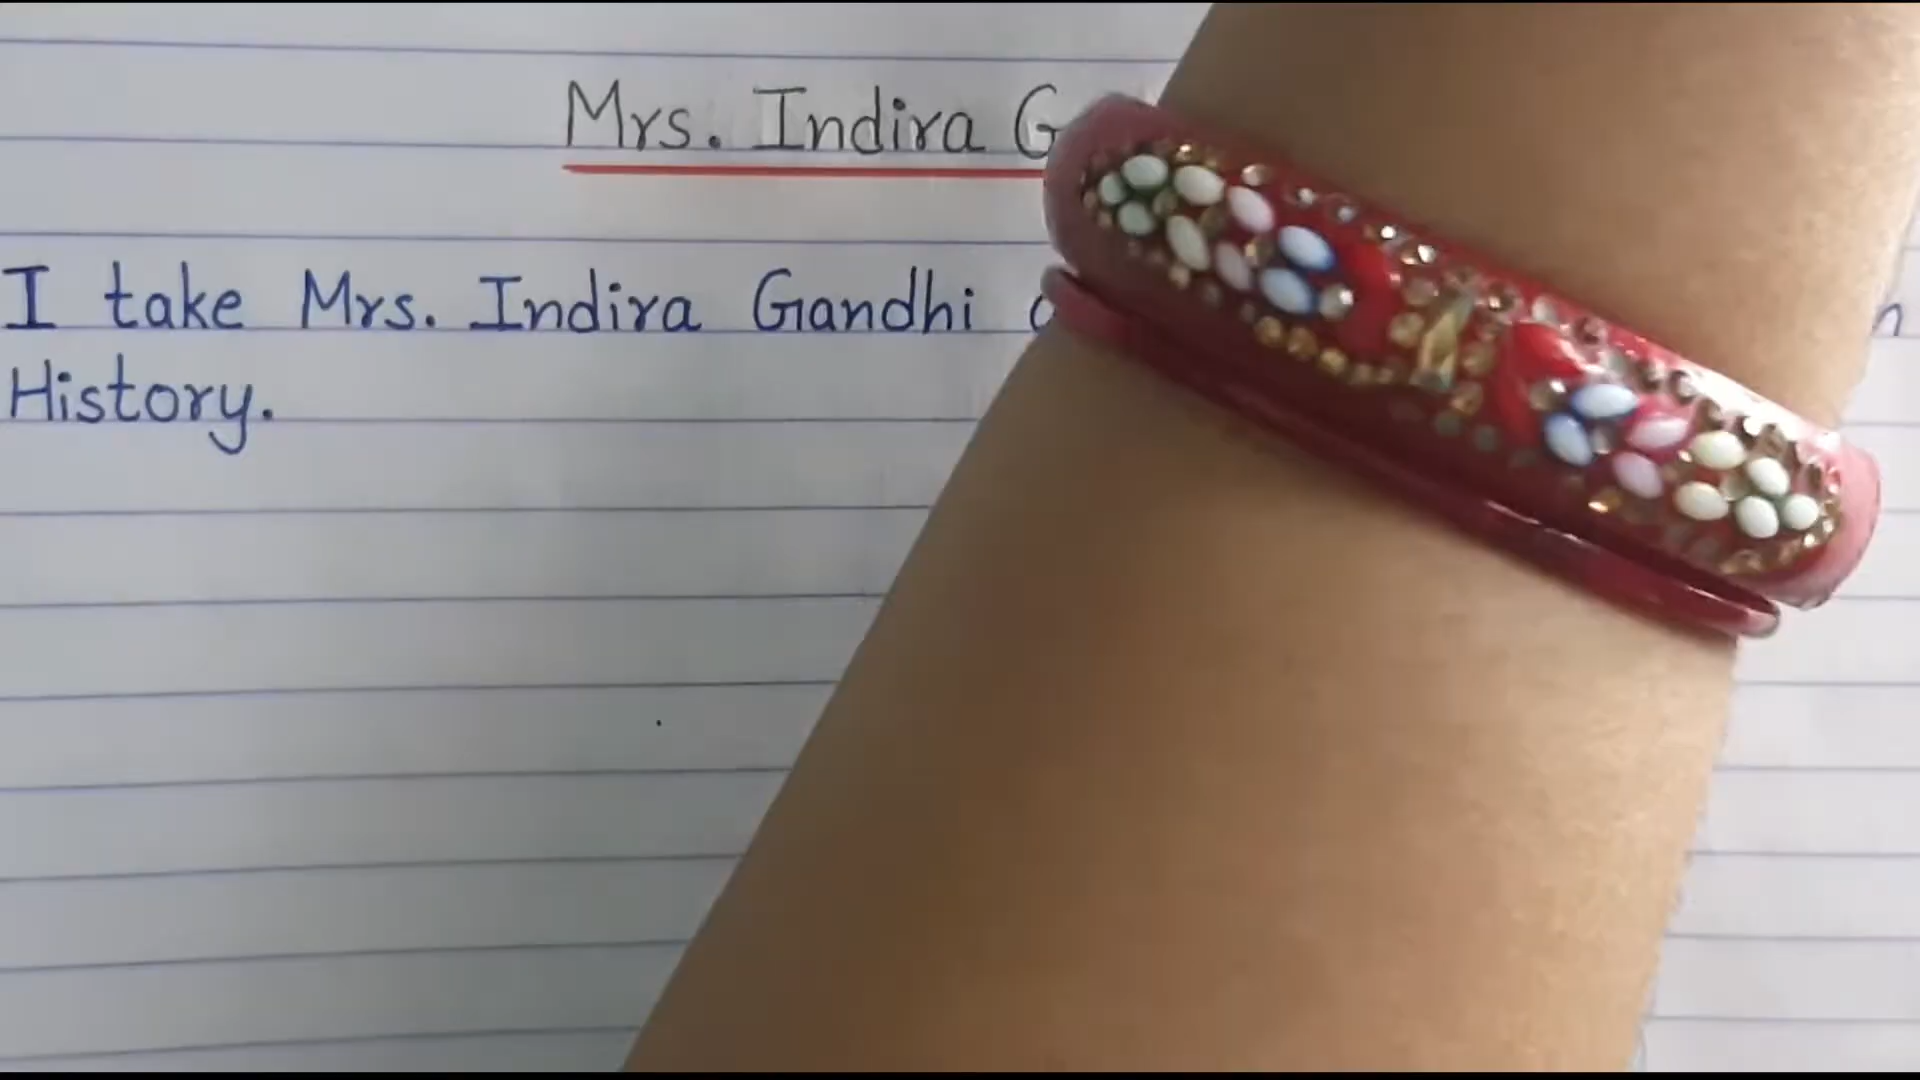 Mrs. Indira
I take Mrs. Indira Gandhi
History.